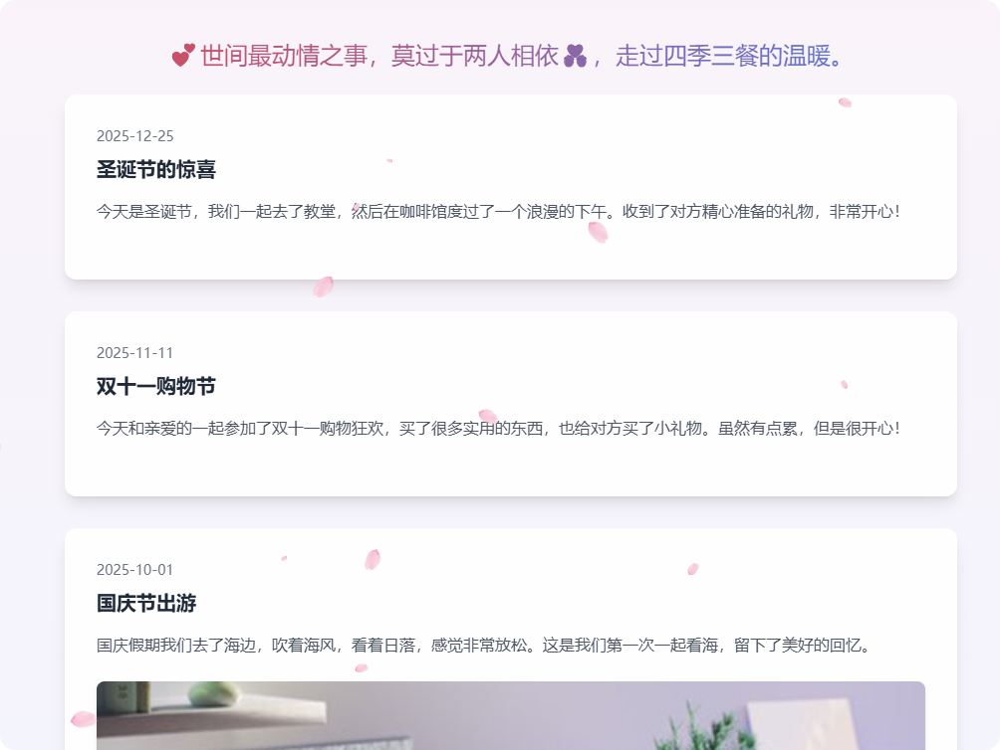 💕世间最动情之事，莫过于两人相依，走过四季三餐的温暖。
2025-12-25
圣诞节的惊喜
今天是圣诞节，我们一起去了教堂，然后在咖啡馆度过了一个浪漫的下午。收到了对方精心准备的礼物，非常开心！
2025-11-11
双十一购物节
今天和亲爱的一起参加了双十一购物狂欢，买了很多实用的东西，也给对方买了小礼物。虽然有点累，但是很开心！
2025-10-01
国庆节出游
国庆假期我们去了海边，吹着海风，看着日落，感觉非常放松。这是我们第一次一起看海，留下了美好的回忆。